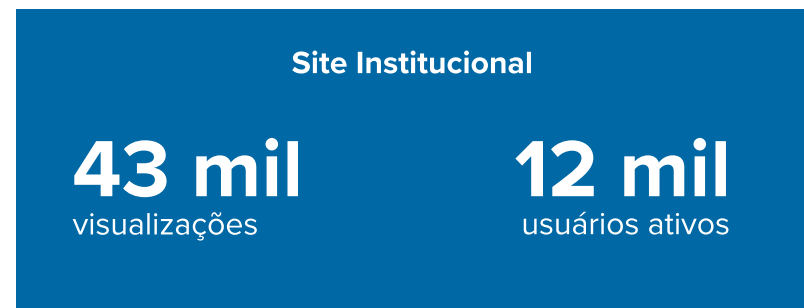 Site Institucional
43 mil
visualizações
12 mil
usuários ativos